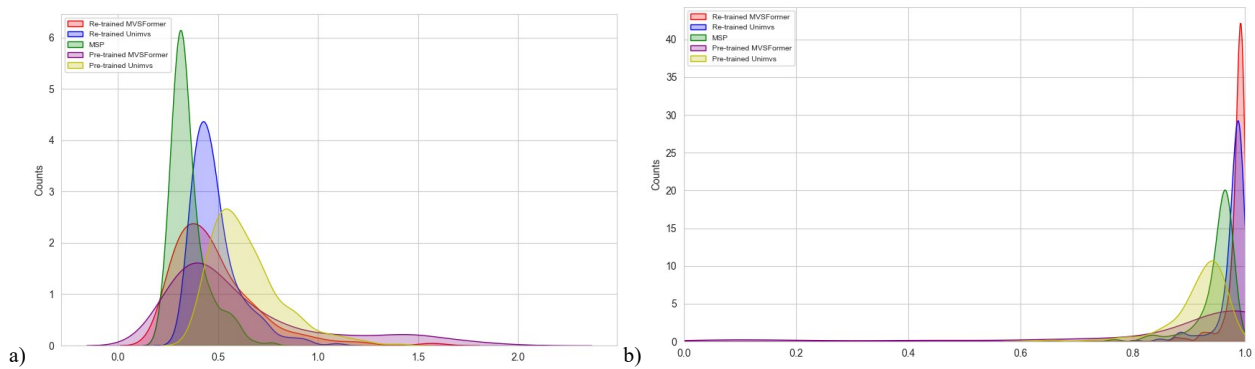 Re-trained MVSFormer
Re-trained Unimvs
MSP
Pre-trained MVSFormer
Pre-trained Unimvs
Counts
6
5
4
3
2
1
0
0.0 0.5 1.0 1.5 2.0
a)
Re-trained MVSFormer
Re-trained Unimvs
MSP
Pre-trained MVSFormer
Pre-trained Unimvs
Counts
40
35
30
25
20
15
10
5
0
0.0 0.2 0.4 0.6 0.8 1.0
b)